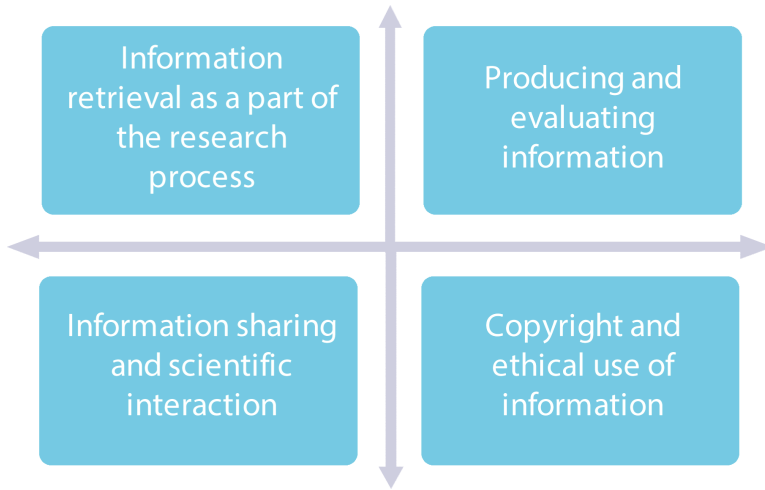 Information
retrieval as a part of
the research
process
Producing and
evaluating
information
Information sharing
and scientific
interaction
Copyright and
ethical use of
information